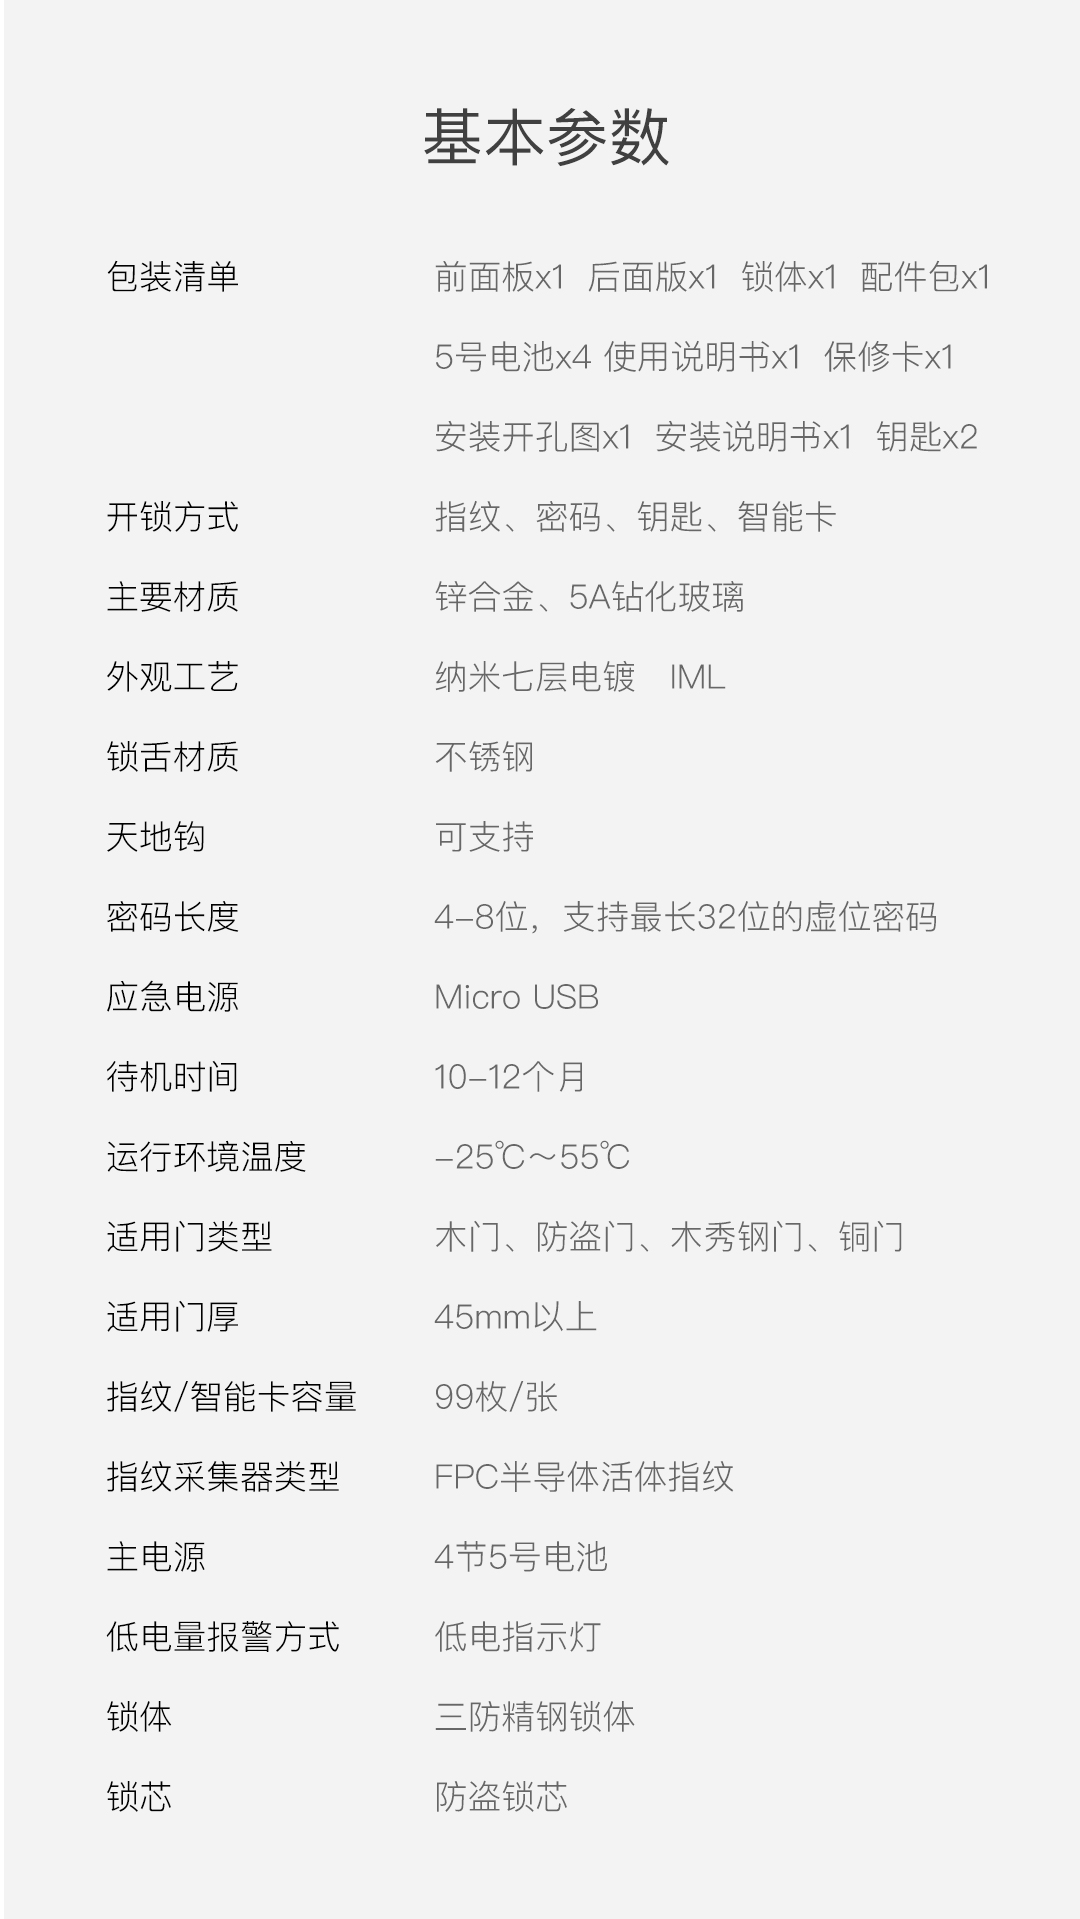 基本参数
包装清单 前面板x1 后面版x1 锁体x1 配件包x1
5号电池x4 使用说明书x1 保修卡x1
安装开孔图x1 安装说明书x1 钥匙x2
开锁方式 指纹、密码、钥匙、智能卡
主要材质 锌合金、5A钻化玻璃
外观工艺 纳米七层电镀 IML
锁舌材质 不锈钢
天地钩 可支持
密码长度 4-8位，支持最长32位的虚位密码
应急电源 Micro USB
待机时间 10-12个月
运行环境温度 -25℃～55℃
适用门类型 木门、防盗门、木秀钢门、铜门
适用门厚 45mm以上
指纹/智能卡容量 99枚/张
指纹采集器类型 FPC半导体活体指纹
主电源 4节5号电池
低电量报警方式 低电指示灯
锁体 三防精钢锁体
锁芯 防盗锁芯